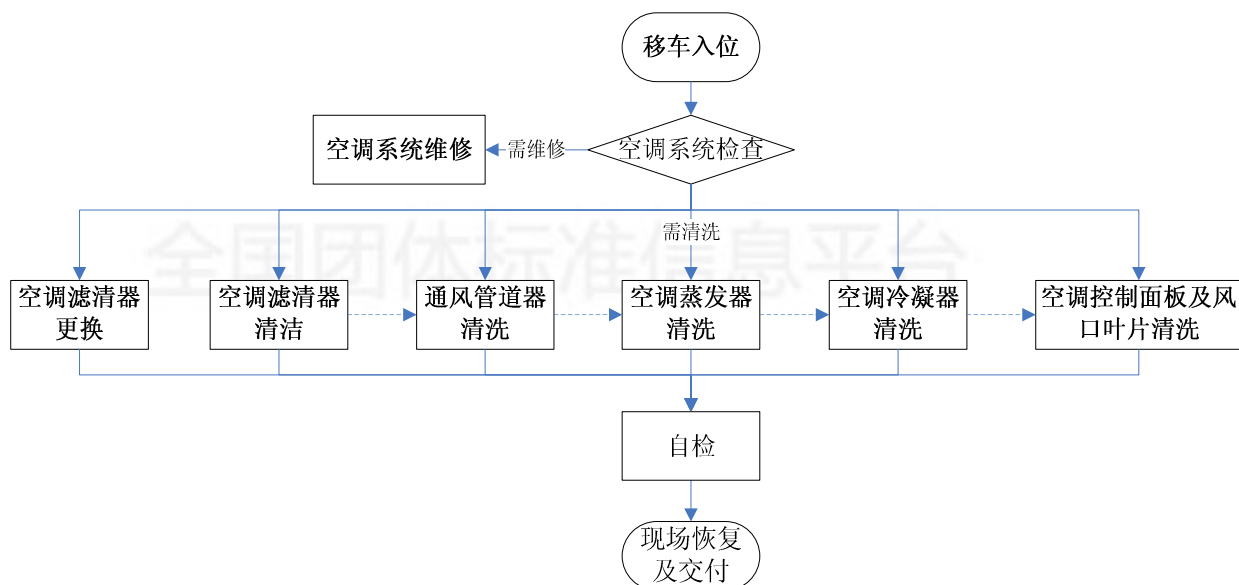 移车入位
空调系统维修
需维修
空调系统检查
需清洗
全国团体标准信息平台
空调滤清器
更换
空调滤清器
清洁
通风管道器
清洗
空调蒸发器
清洗
空调冷凝器
清洗
空调控制面板及风
口叶片清洗
自检
现场恢复
及交付